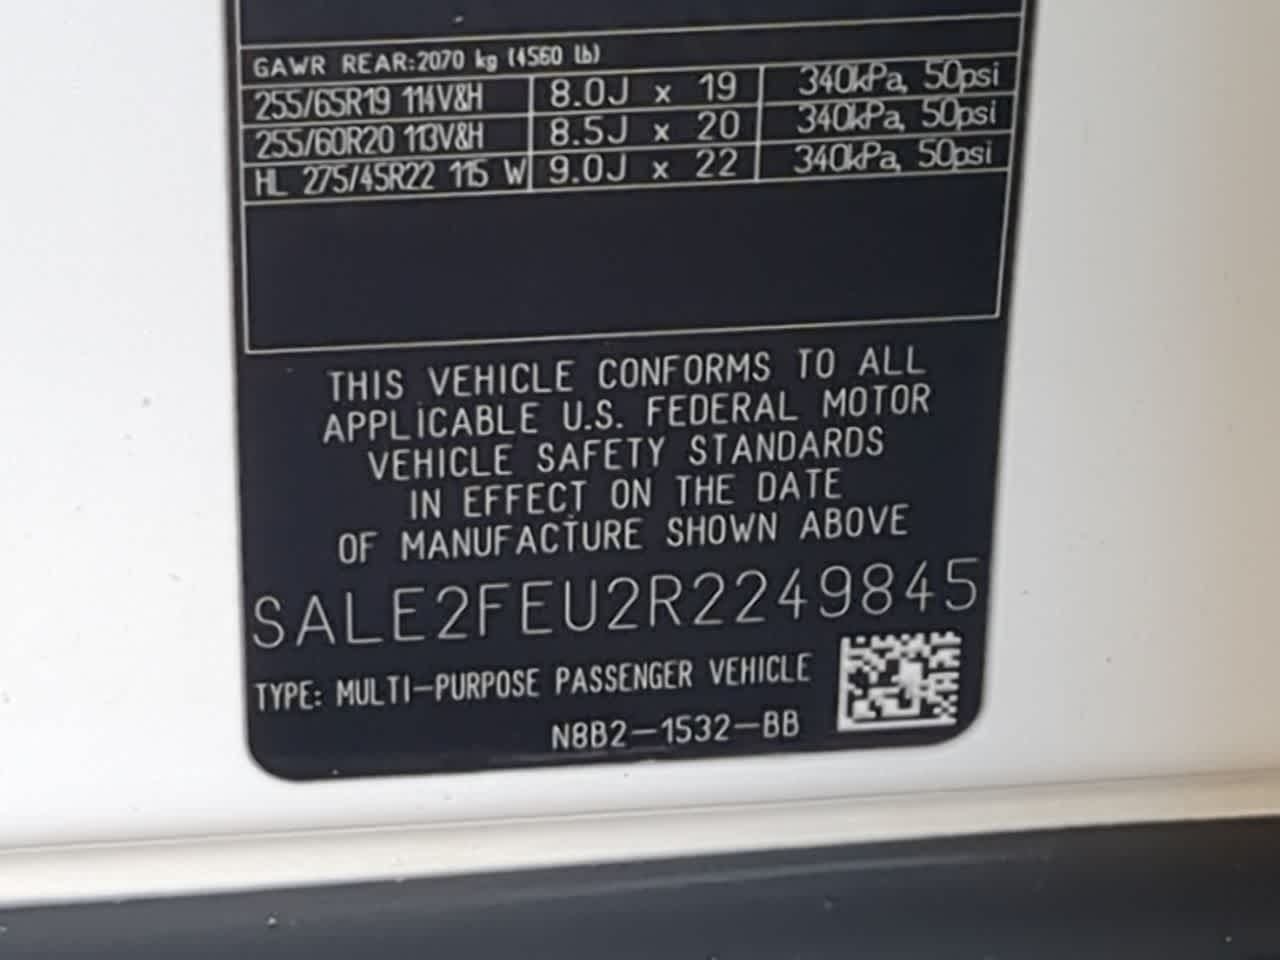 GAWR REAR:2070 kg (4560 lb)
255/65R19 114V&H 8.0J x 19 340kPa, 50psi
255/60R20 113V&H 8.5J x 20 340kPa, 50psi
HL 275/45R22 115 W 9.0J x 22 340kPa, 50psi
THIS VEHICLE CONFORMS TO ALL
APPLICABLE U.S. FEDERAL MOTOR
VEHICLE SAFETY STANDARDS
IN EFFECT ON THE DATE
OF MANUFACTURE SHOWN ABOVE
SALE2FEU2R2249845
TYPE: MULTI-PURPOSE PASSENGER VEHICLE
N8B2-1532-BB